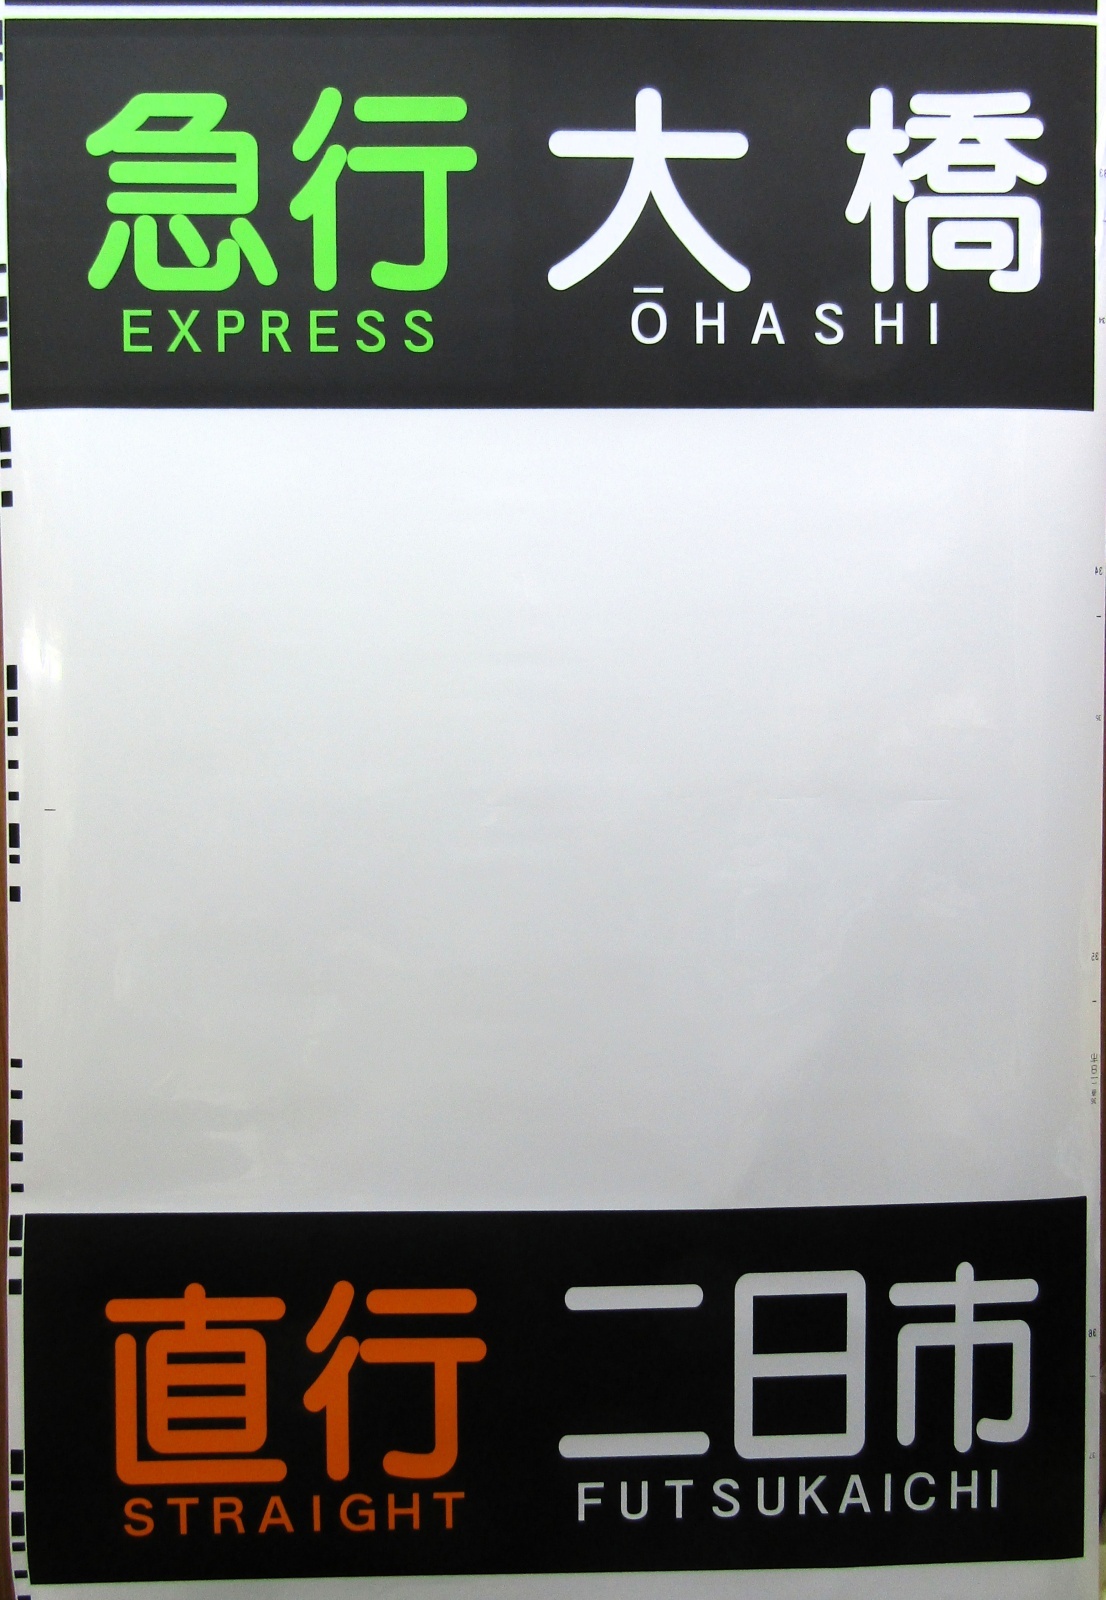 急行 大橋
EXPRESS ŌHASHI
直行 二日市
STRAIGHT FUTSUKAICHI